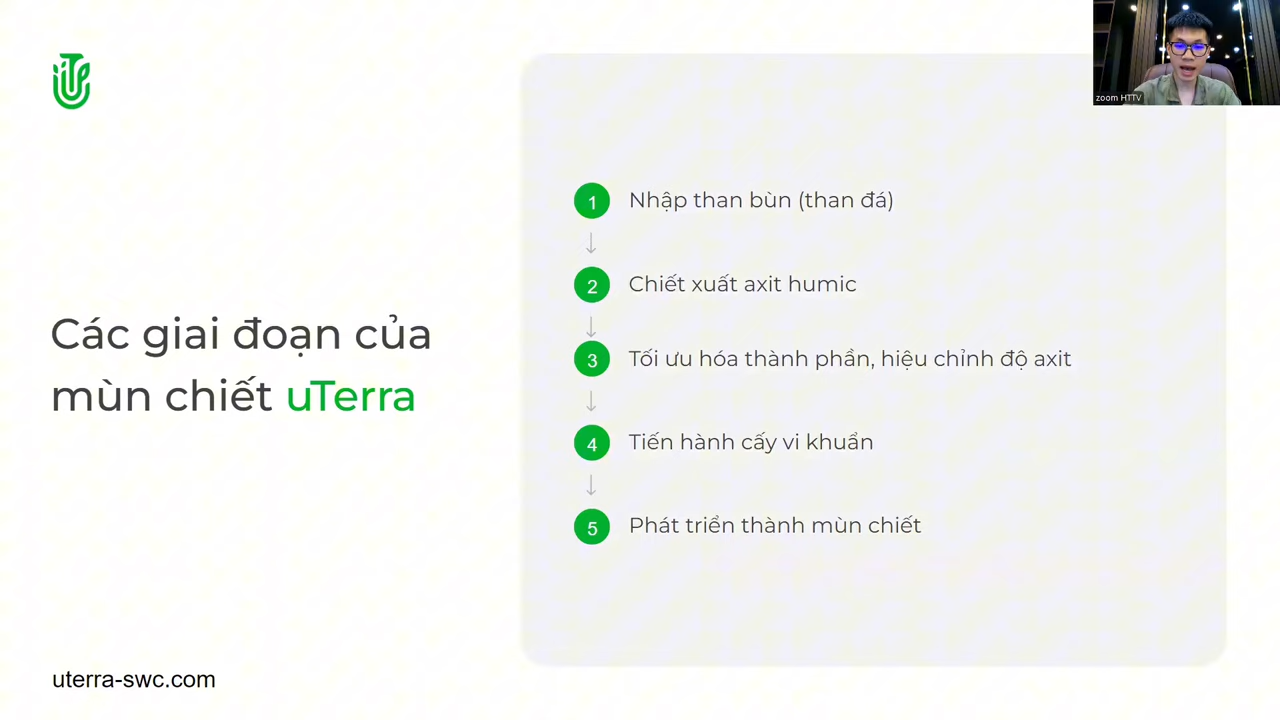 zoom HTTV
Các giai đoạn của
mùn chiết uTerra
1 Nhập than bùn (than đá)
2 Chiết xuất axit humic
3 Tối ưu hóa thành phần, hiệu chỉnh độ axit
4 Tiến hành cấy vi khuẩn
5 Phát triển thành mùn chiết
uterra-swc.com